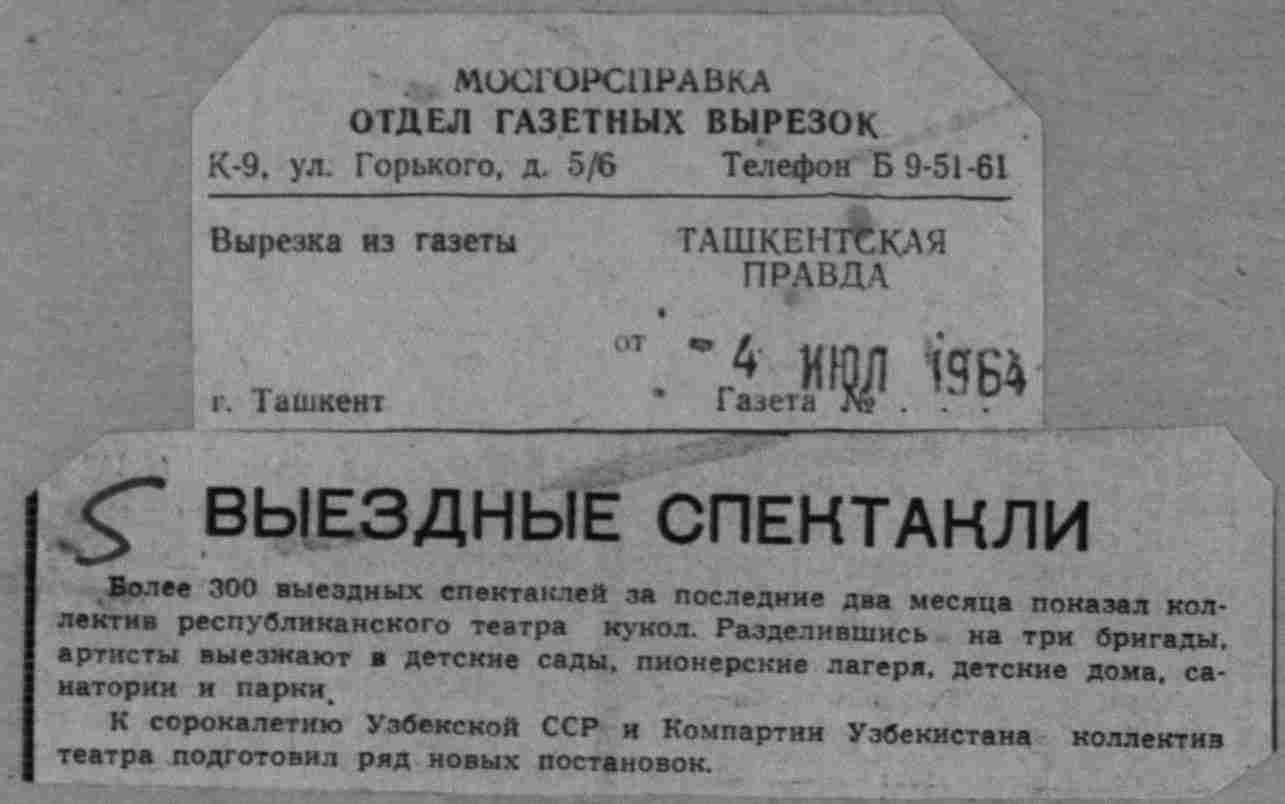 МОСГОРСПРАВКА
ОТДЕЛ ГАЗЕТНЫХ ВЫРЕЗОК
К-9, ул. Горького, д. 5/6 Телефон Б 9-51-61
Вырезка из газеты ТАШКЕНТСКАЯ
ПРАВДА
от - 4 ИЮЛ 1964
г. Ташкент Газета № . . .
S ВЫЕЗДНЫЕ СПЕКТАКЛИ
Более 300 выездных спектаклей за последние два месяца показал кол-
лектив республиканского театра кукол. Разделившись на три бригады,
артисты выезжают в детские сады, пионерские лагеря, детские дома, са-
натории и парки.
К сорокалетию Узбекской ССР и Компартии Узбекистана коллектив
театра подготовил ряд новых постановок.